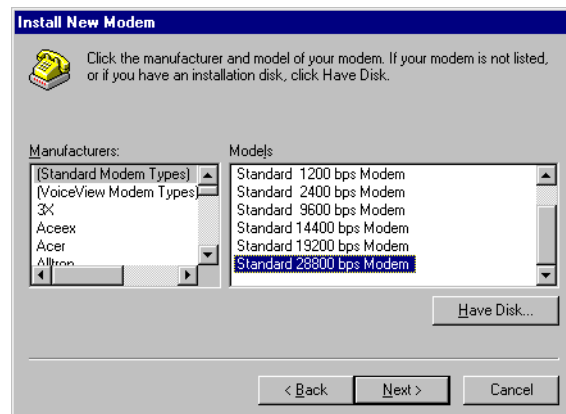 Install New Modem
Click the manufacturer and model of your modem. If your modem is not listed,
or if you have an installation disk, click Have Disk.
Manufacturers:
(Standard Modem Types)
(VoiceView Modem Types)
3X
Aceex
Acer
Alltron
Models
Standard 1200 bps Modem
Standard 2400 bps Modem
Standard 9600 bps Modem
Standard 14400 bps Modem
Standard 19200 bps Modem
Standard 28800 bps Modem
Have Disk...
< Back
Next >
Cancel